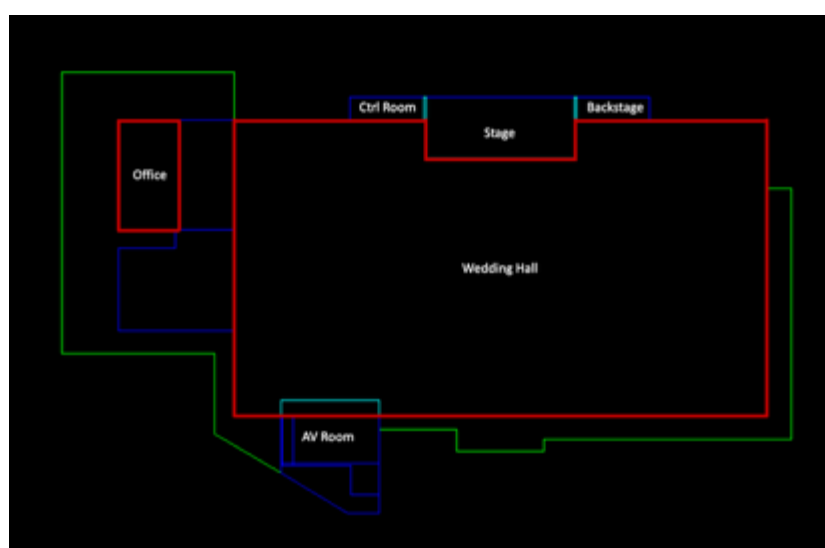 Ctrl Room
Backstage
Stage
Office
Wedding Hall
AV Room